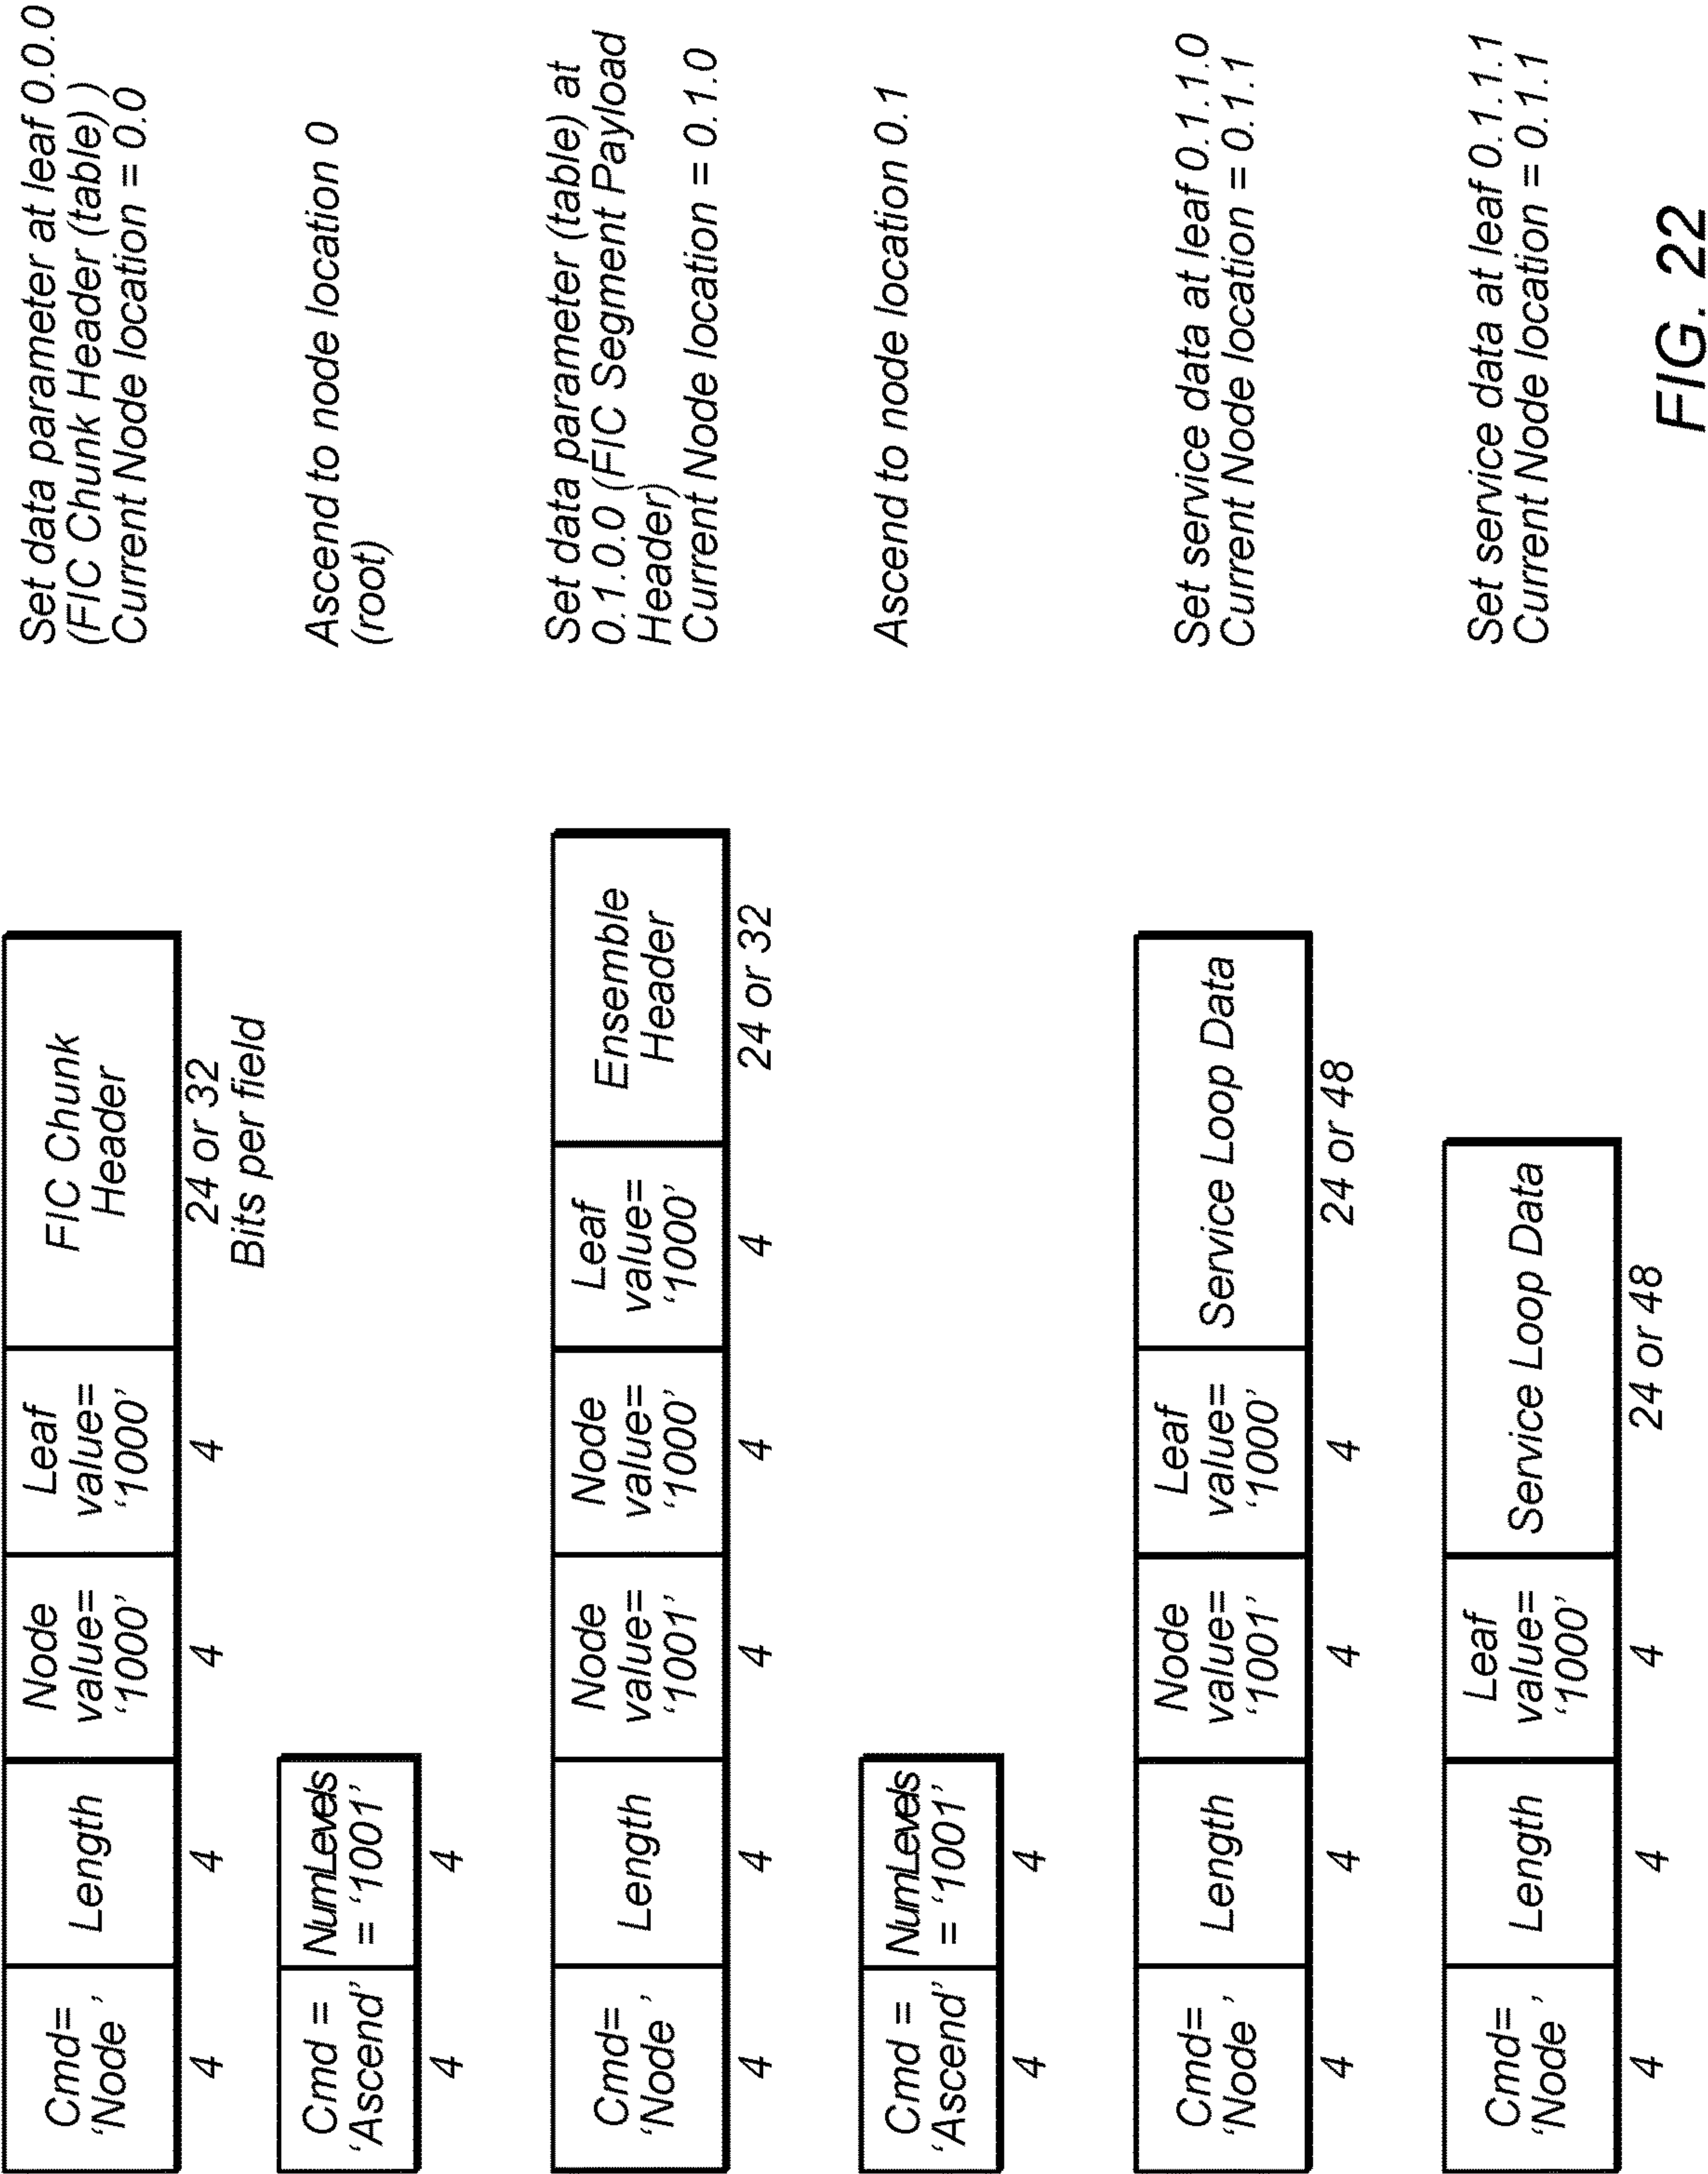 Cmd=
‘Node’
Length
Node
value=
‘1000’
Leaf
value=
‘1000’
FIC Chunk
Header
Set data parameter at leaf 0.0.0
(FIC Chunk Header (table) )
Current Node location = 0.0
4
4
4
4
24 or 32
Bits per field
Cmd =
‘Ascend’
NumLevels
= ‘1001’
Ascend to node location 0
(root)
4
4
Cmd=
‘Node’
Length
Node
value=
‘1001’
Node
value=
‘1000’
Leaf
value=
‘1000’
Ensemble
Header
Set data parameter (table) at
0.1.0.0 (FIC Segment Payload
Header)
Current Node location = 0.1.0
4
4
4
4
4
24 or 32
Cmd =
‘Ascend’
NumLevels
= ‘1001’
Ascend to node location 0.1
4
4
Cmd=
‘Node’
Length
Node
value=
‘1001’
Leaf
value=
‘1000’
Service Loop Data
Set service data at leaf 0.1.1.0
Current Node location = 0.1.1
4
4
4
4
24 or 48
Cmd=
‘Node’
Length
Leaf
value=
‘1000’
Service Loop Data
Set service data at leaf 0.1.1.1
Current Node location = 0.1.1
4
4
4
24 or 48
FIG. 22